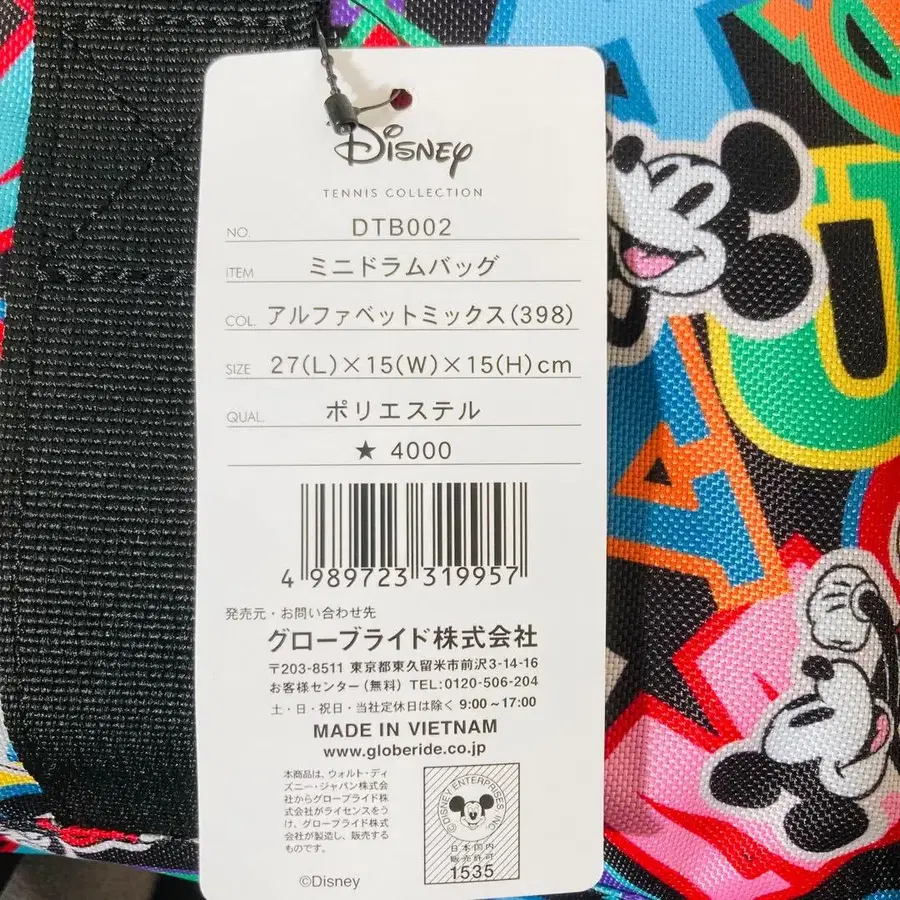 Disney
TENNIS COLLECTION
NO. DTB002
ITEM ミニドラムバッグ
COL. アルファベットミックス(398)
SIZE 27(L)×15(W)×15(H)cm
QUAL. ポリエステル
★ 4000
4 989723 319957
発売元・お問い合わせ先
グローブライド株式会社
〒203-8511 東京都東久留米市前沢3-14-16
お客様センター(無料) TEL:0120-506-204
土・日・祝日・当社定休日は除く 9:00~17:00
MADE IN VIETNAM
www.globeride.co.jp
本商品は、ウォルト・ディ
ズニー・ジャパン株式会
社からグローブライド株
式会社がライセンスをう
け、グローブライド株式
会社が製造し、販売する
ものです。
©Disney
©DISNEY ENTERPRISES INC.
日本国内
販売許可
1535